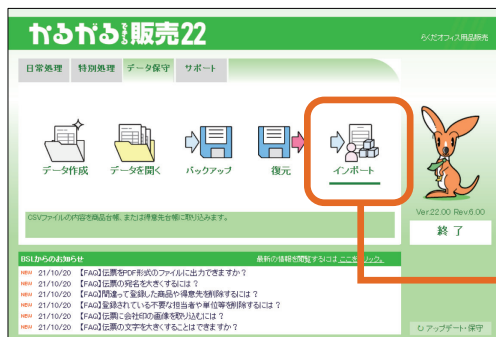 かるがるできる販売22
らくだオフィス用品販売
日常処理 特別処理 データ保守 サポート
データ作成 データを開く バックアップ 復元 インポート
CSVファイルの内容を商品台帳、または得意先台帳に取り込みます。
Ver.22.00 Rev.6.00
終了
BSLからのお知らせ 最新の情報を閲覧するには ここをクリック。
NEW 21/10/20 【FAQ】伝票をPDF形式のファイルに出力できますか?
NEW 21/10/20 【FAQ】伝票の宛名を大きくするには?
NEW 21/10/20 【FAQ】間違って登録した商品や得意先を削除するには?
NEW 21/10/20 【FAQ】登録されている不要な担当者や単位等を削除するには?
NEW 21/10/20 【FAQ】伝票に会社印の画像を取り込むには?
NEW 21/10/20 【FAQ】伝票の文字を大きくすることはできますか?
アップデート・保守